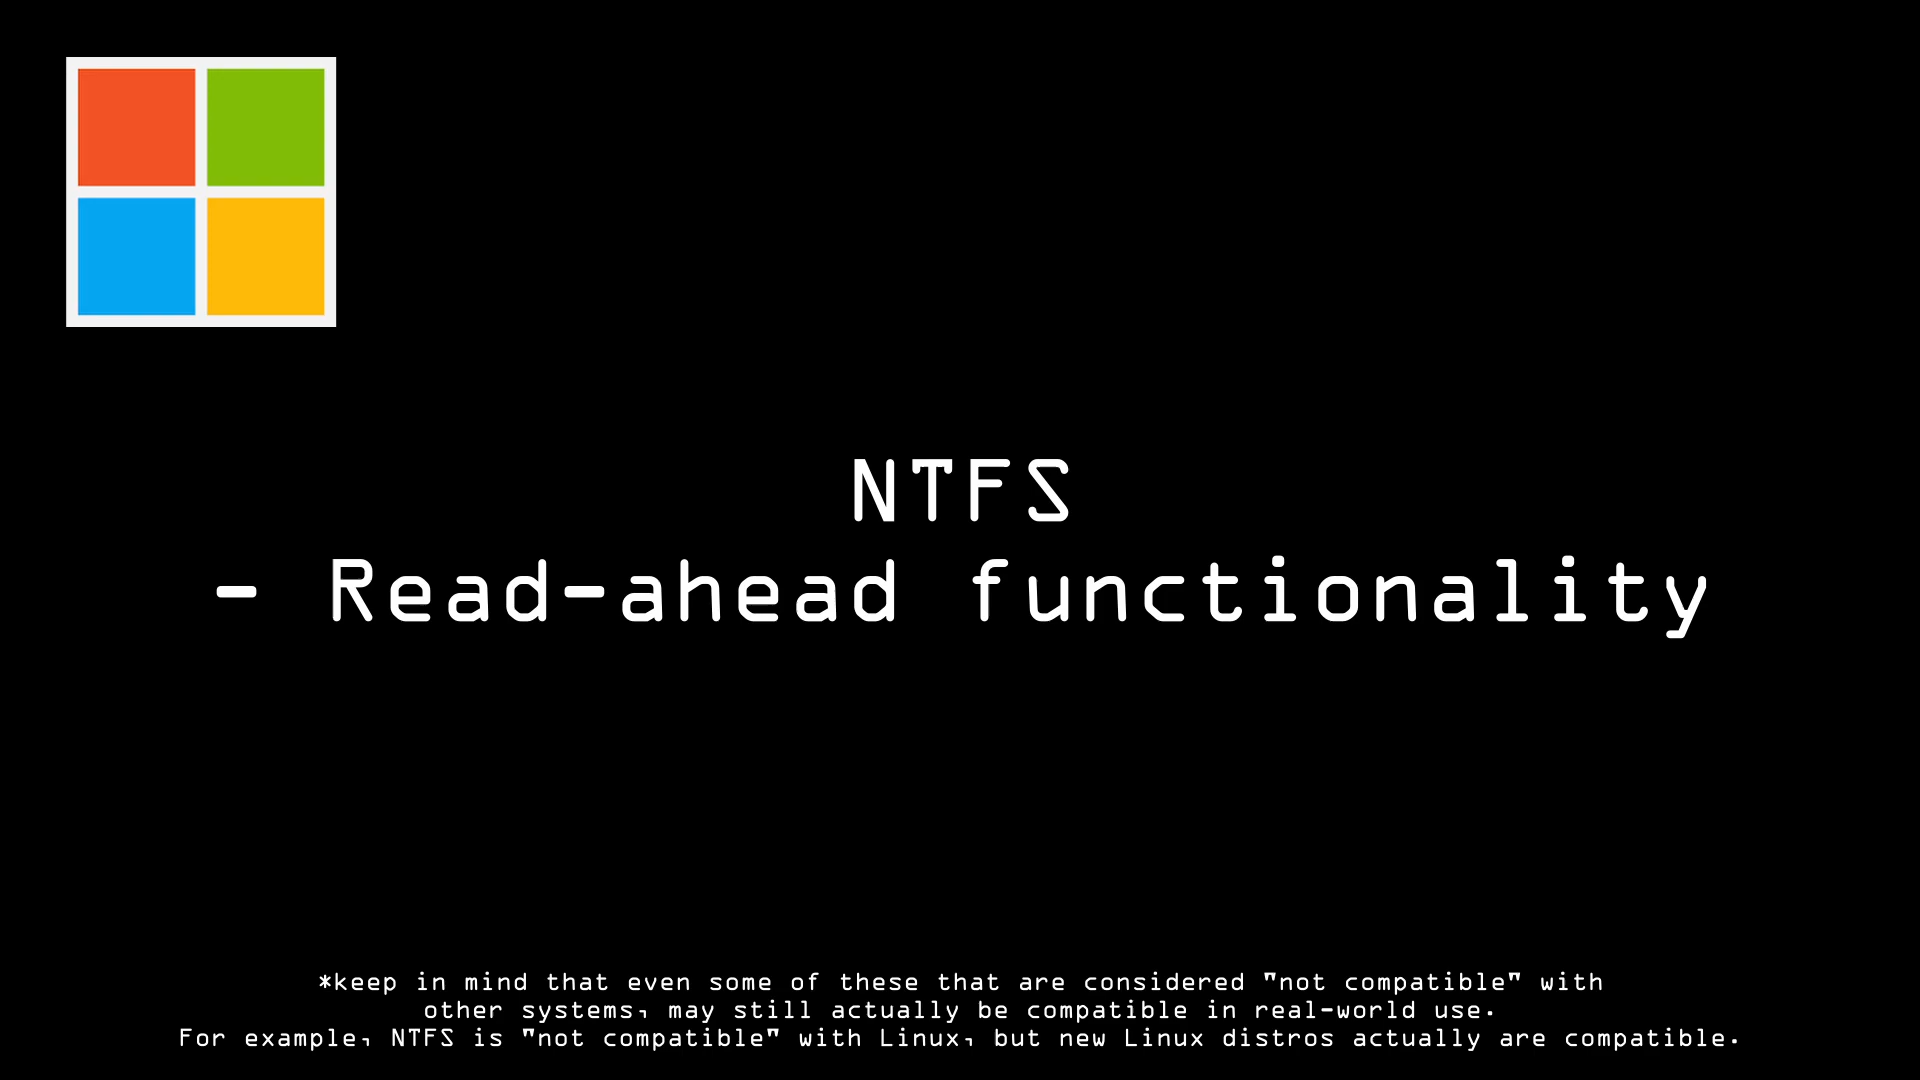 NTFS
- Read-ahead functionality
*keep in mind that even some of these that are considered "not compatible" with
other systems, may still actually be compatible in real-world use.
For example, NTFS is "not compatible" with Linux, but new Linux distros actually are compatible.